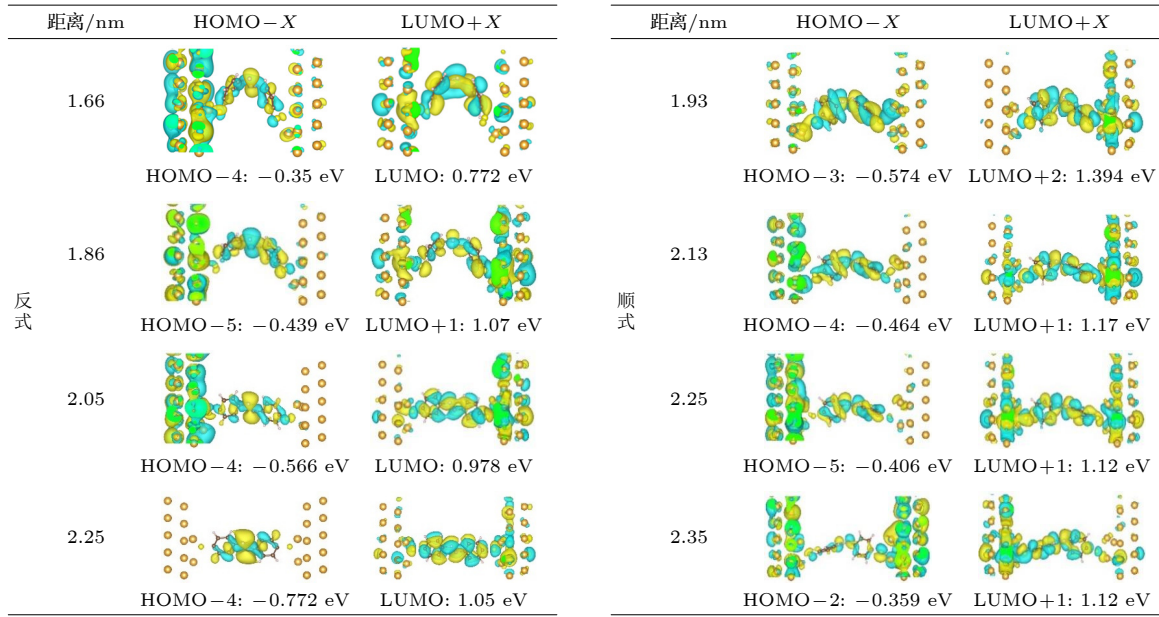 距离/nm HOMO−X LUMO+X
1.66
HOMO−4: −0.35 eV LUMO: 0.772 eV
1.86
HOMO−5: −0.439 eV LUMO+1: 1.07 eV
反式
2.05
HOMO−4: −0.566 eV LUMO: 0.978 eV
2.25
HOMO−4: −0.772 eV LUMO: 1.05 eV
距离/nm HOMO−X LUMO+X
1.93
HOMO−3: −0.574 eV LUMO+2: 1.394 eV
2.13
HOMO−4: −0.464 eV LUMO+1: 1.17 eV
顺式
2.25
HOMO−5: −0.406 eV LUMO+1: 1.12 eV
2.35
HOMO−2: −0.359 eV LUMO+1: 1.12 eV